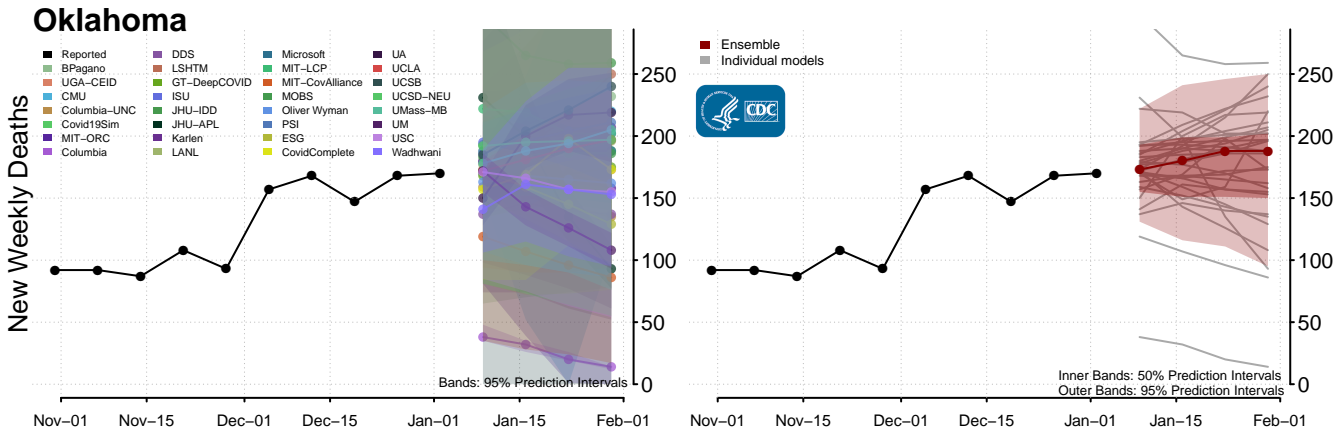 Oklahoma
New Weekly Deaths
Reported
BPagano
UGA−CEID
CMU
Columbia−UNC
Covid19Sim
MIT−ORC
Columbia
DDS
LSHTM
GT−DeepCOVID
ISU
JHU−IDD
JHU−APL
Karlen
LANL
Microsoft
MIT−LCP
MIT−CovAlliance
MOBS
Oliver Wyman
PSI
ESG
CovidComplete
UA
UCLA
UCSB
UCSD−NEU
UMass−MB
UM
USC
Wadhwani
250
200
150
100
50
0
Bands: 95% Prediction Intervals
Nov−01 Nov−15 Dec−01 Dec−15 Jan−01 Jan−15 Feb−01
Ensemble
Individual models
CDC
250
200
150
100
50
0
Inner Bands: 50% Prediction Intervals
Outer Bands: 95% Prediction Intervals
Nov−01 Nov−15 Dec−01 Dec−15 Jan−01 Jan−15 Feb−01